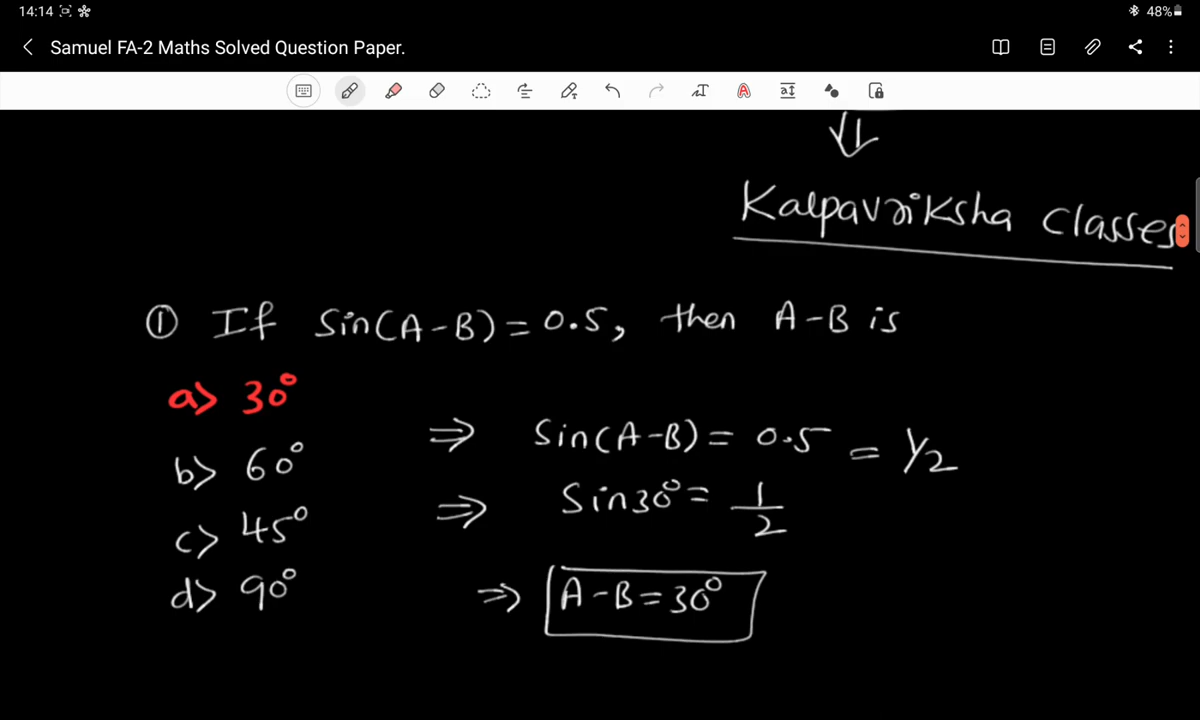 14:14
48%
Samuel FA-2 Maths Solved Question Paper.
Kalpavriksha Classes
① If Sin(A-B) = 0.5, then A-B is
a> 30°
b> 60°
c> 45°
d> 90°
⇒ Sin(A-B) = 0.5 = 1/2
⇒ Sin30° = 1/2
⇒ A-B = 30°